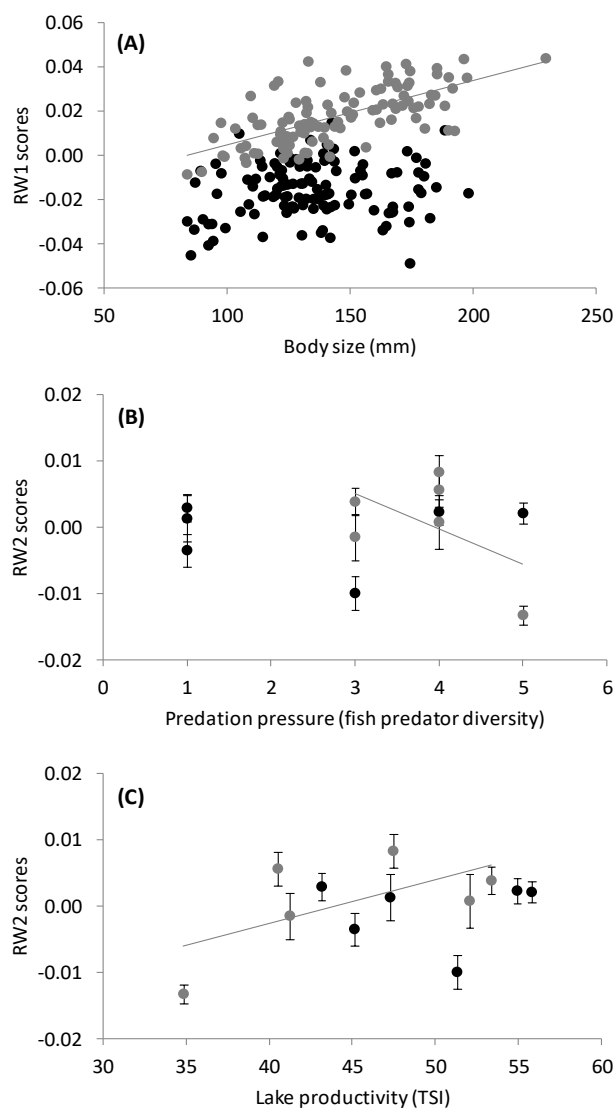 (A)
0.06
0.04
0.02
0.00
-0.02
-0.04
-0.06
RW1 scores
50 100 150 200 250
Body size (mm)
(B)
0.02
0.01
0.00
-0.01
-0.02
RW2 scores
0 1 2 3 4 5 6
Predation pressure (fish predator diversity)
(C)
0.02
0.01
0.00
-0.01
-0.02
RW2 scores
30 35 40 45 50 55 60
Lake productivity (TSI)